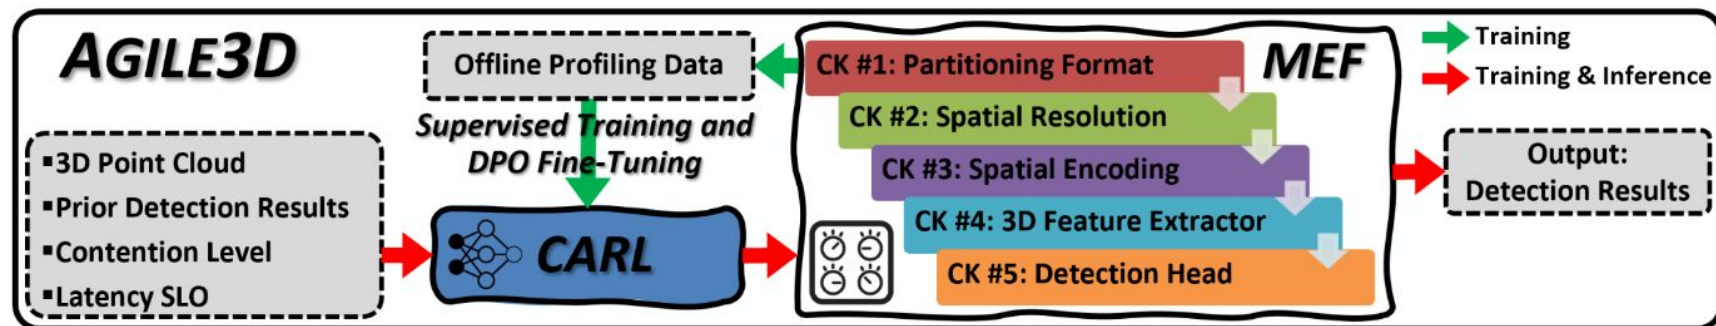 AGILE3D
▪3D Point Cloud
▪Prior Detection Results
▪Contention Level
▪Latency SLO
Offline Profiling Data
Supervised Training and
DPO Fine-Tuning
CARL
MEF
CK #1: Partitioning Format
CK #2: Spatial Resolution
CK #3: Spatial Encoding
CK #4: 3D Feature Extractor
CK #5: Detection Head
Training
Training & Inference
Output:
Detection Results